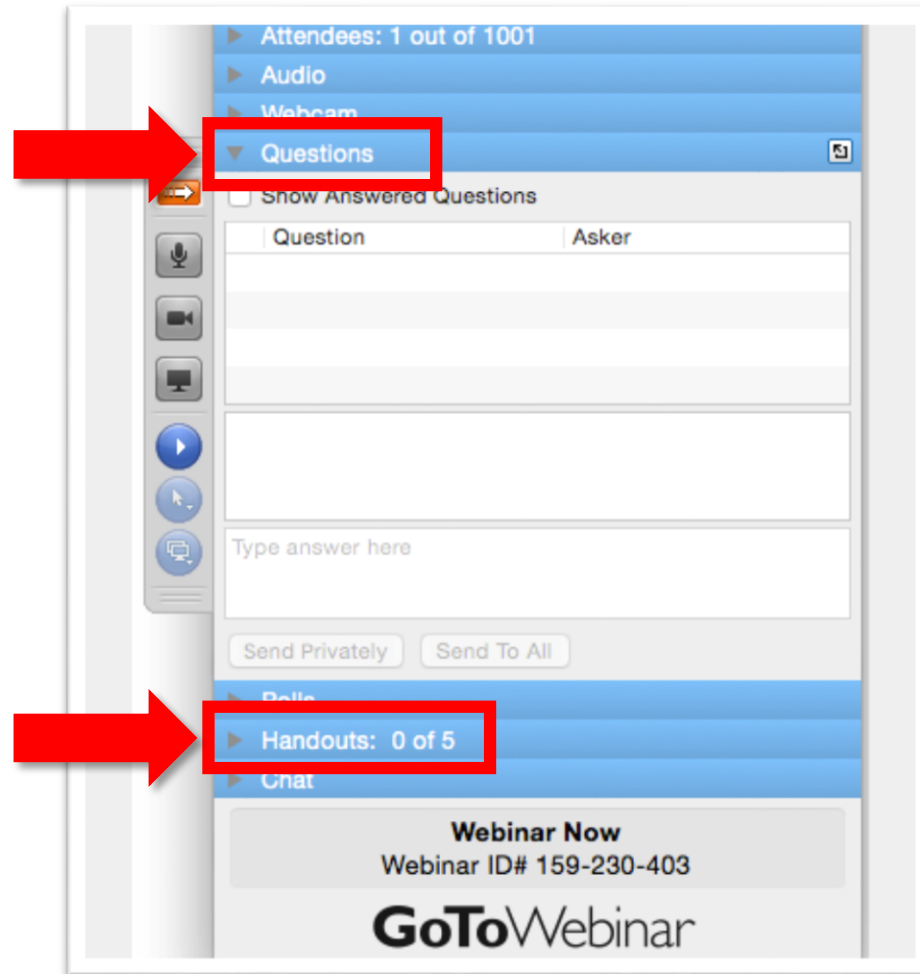 Attendees: 1 out of 1001
Audio
Webcam
Questions
Show Answered Questions
Question Asker
Type answer here
Send Privately Send To All
Polls
Handouts: 0 of 5
Chat
Webinar Now
Webinar ID# 159-230-403
GoToWebinar